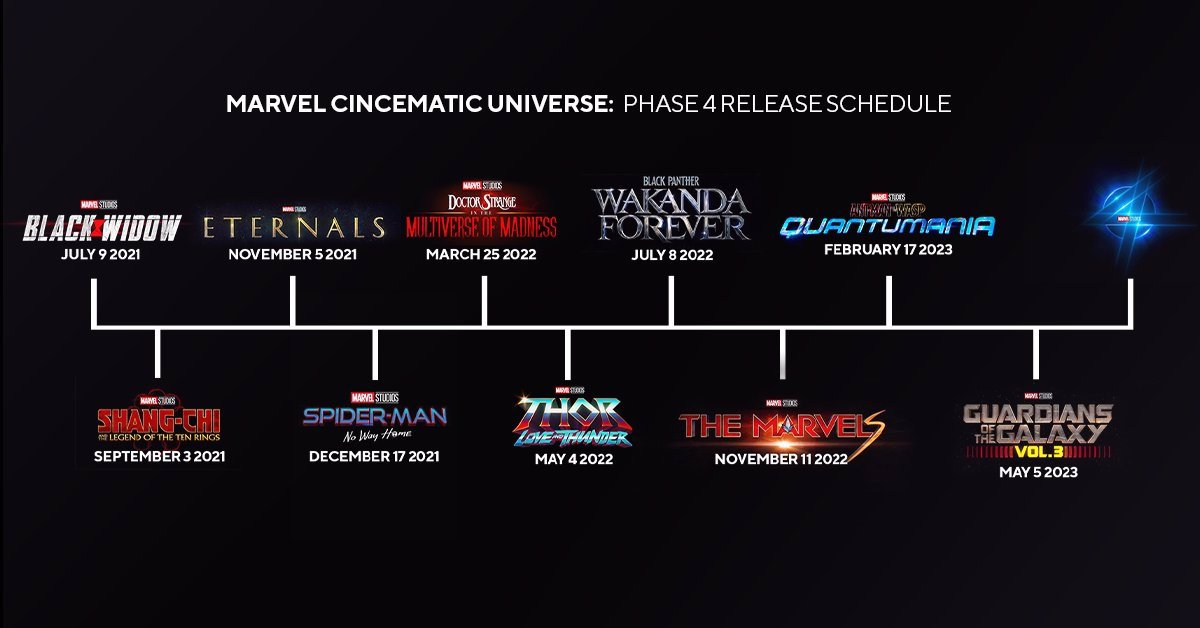 MARVEL CINCEMATIC UNIVERSE: PHASE 4 RELEASE SCHEDULE
MARVEL STUDIOS
BLACK WIDOW
JULY 9 2021
MARVEL STUDIOS
ETERNALS
NOVEMBER 5 2021
MARVEL STUDIOS
DOCTOR STRANGE
IN THE
MULTIVERSE OF MADNESS
MARCH 25 2022
BLACK PANTHER
WAKANDA
FOREVER
JULY 8 2022
MARVEL STUDIOS
ANT-MAN AND THE WASP
QUANTUMANIA
FEBRUARY 17 2023
MARVEL STUDIOS
4
MARVEL STUDIOS
SHANG-CHI
AND THE LEGEND OF THE TEN RINGS
SEPTEMBER 3 2021
MARVEL STUDIOS
SPIDER-MAN
No Way Home
DECEMBER 17 2021
MARVEL STUDIOS
THOR
LOVE AND THUNDER
MAY 4 2022
MARVEL STUDIOS
THE MARVELS
NOVEMBER 11 2022
MARVEL STUDIOS
GUARDIANS
OF THE GALAXY
VOL.3
MAY 5 2023